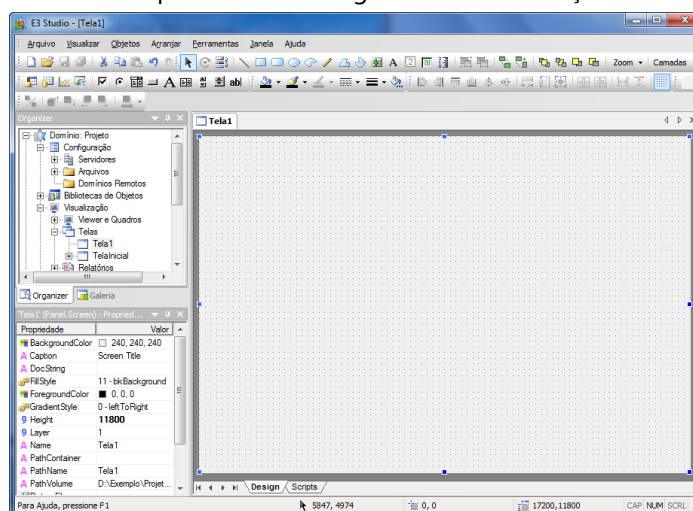 E3 Studio - [Tela1]
Arquivo Visualizar Objetos Arranjar Ferramentas Janela Ajuda
Zoom Camadas
Organizer
Tela1
Domínio: Projeto
Configuração
Servidores
Arquivos
Domínios Remotos
Bibliotecas de Objetos
Visualização
Viewer e Quadros
Telas
Tela1
TelaInicial
Relatórios
Organizer Galeria
'Tela1' (Panel.Screen) - Propried...
Propriedade Valor
BackgroundColor 240, 240, 240
Caption Screen Title
DocString
FillStyle 11 - bkBackground
ForegroundColor 0, 0, 0
GradientStyle 0 - leftToRight
Height 11800
Layer 1
Name Tela1
PathContainer
PathName Tela1
PathVolume D:\Exemplo\Projet...
Design Scripts
Para Ajuda, pressione F1 5847, 4974 0, 0 17200,11800 CAP NUM SCRL